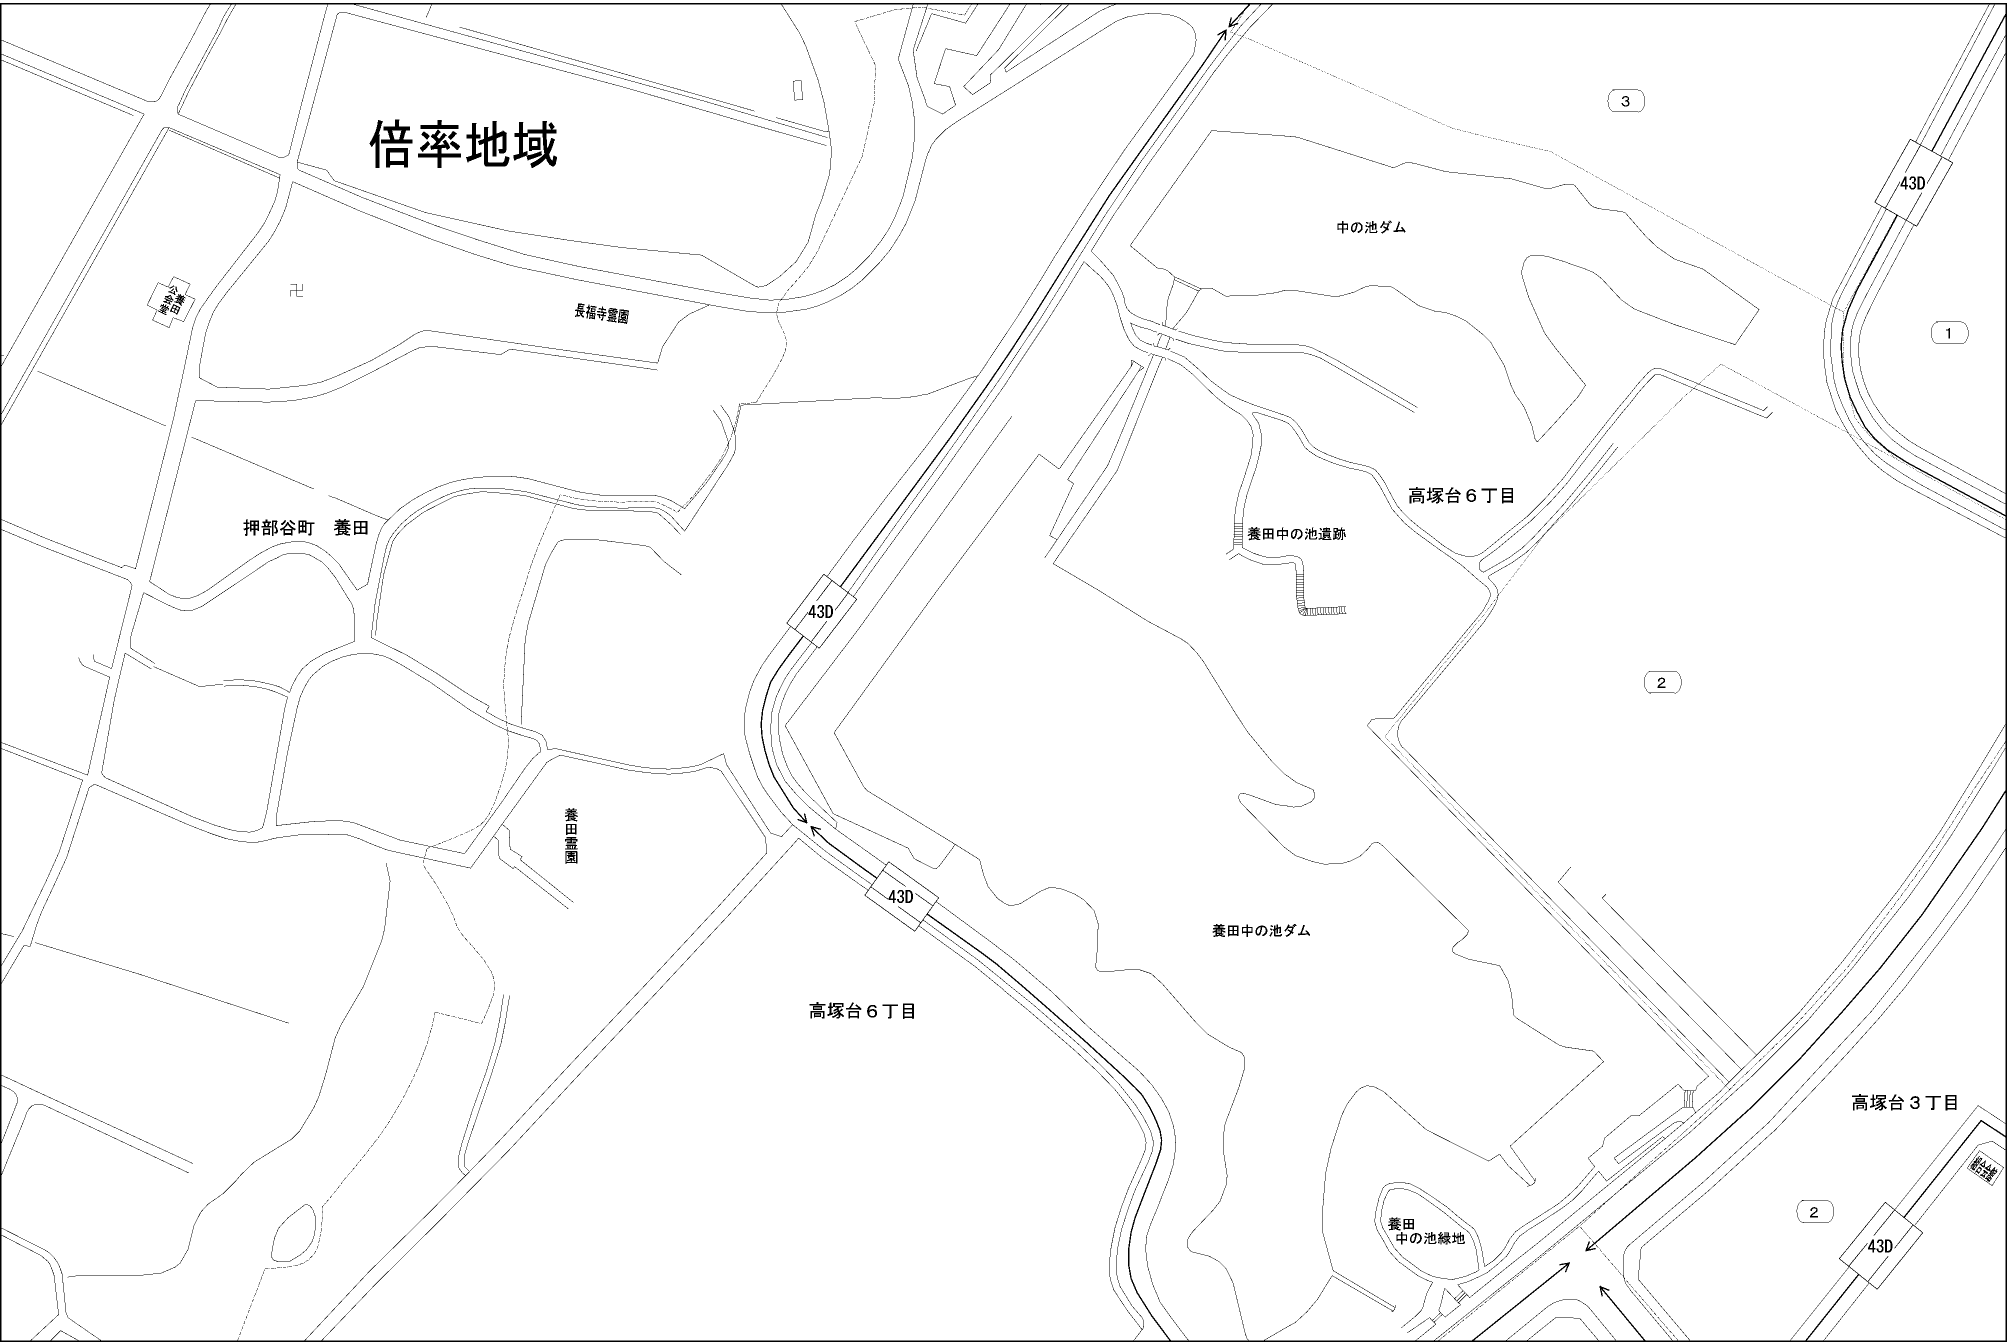 3
倍率地域
43D
中の池ダム
養田
公会堂
長福寺霊園
1
高塚台６丁目
押部谷町　養田
養田中の池遺跡
43D
2
養田霊園
43D
養田中の池ダム
高塚台６丁目
高塚台３丁目
2
養田
中の池緑地
43D